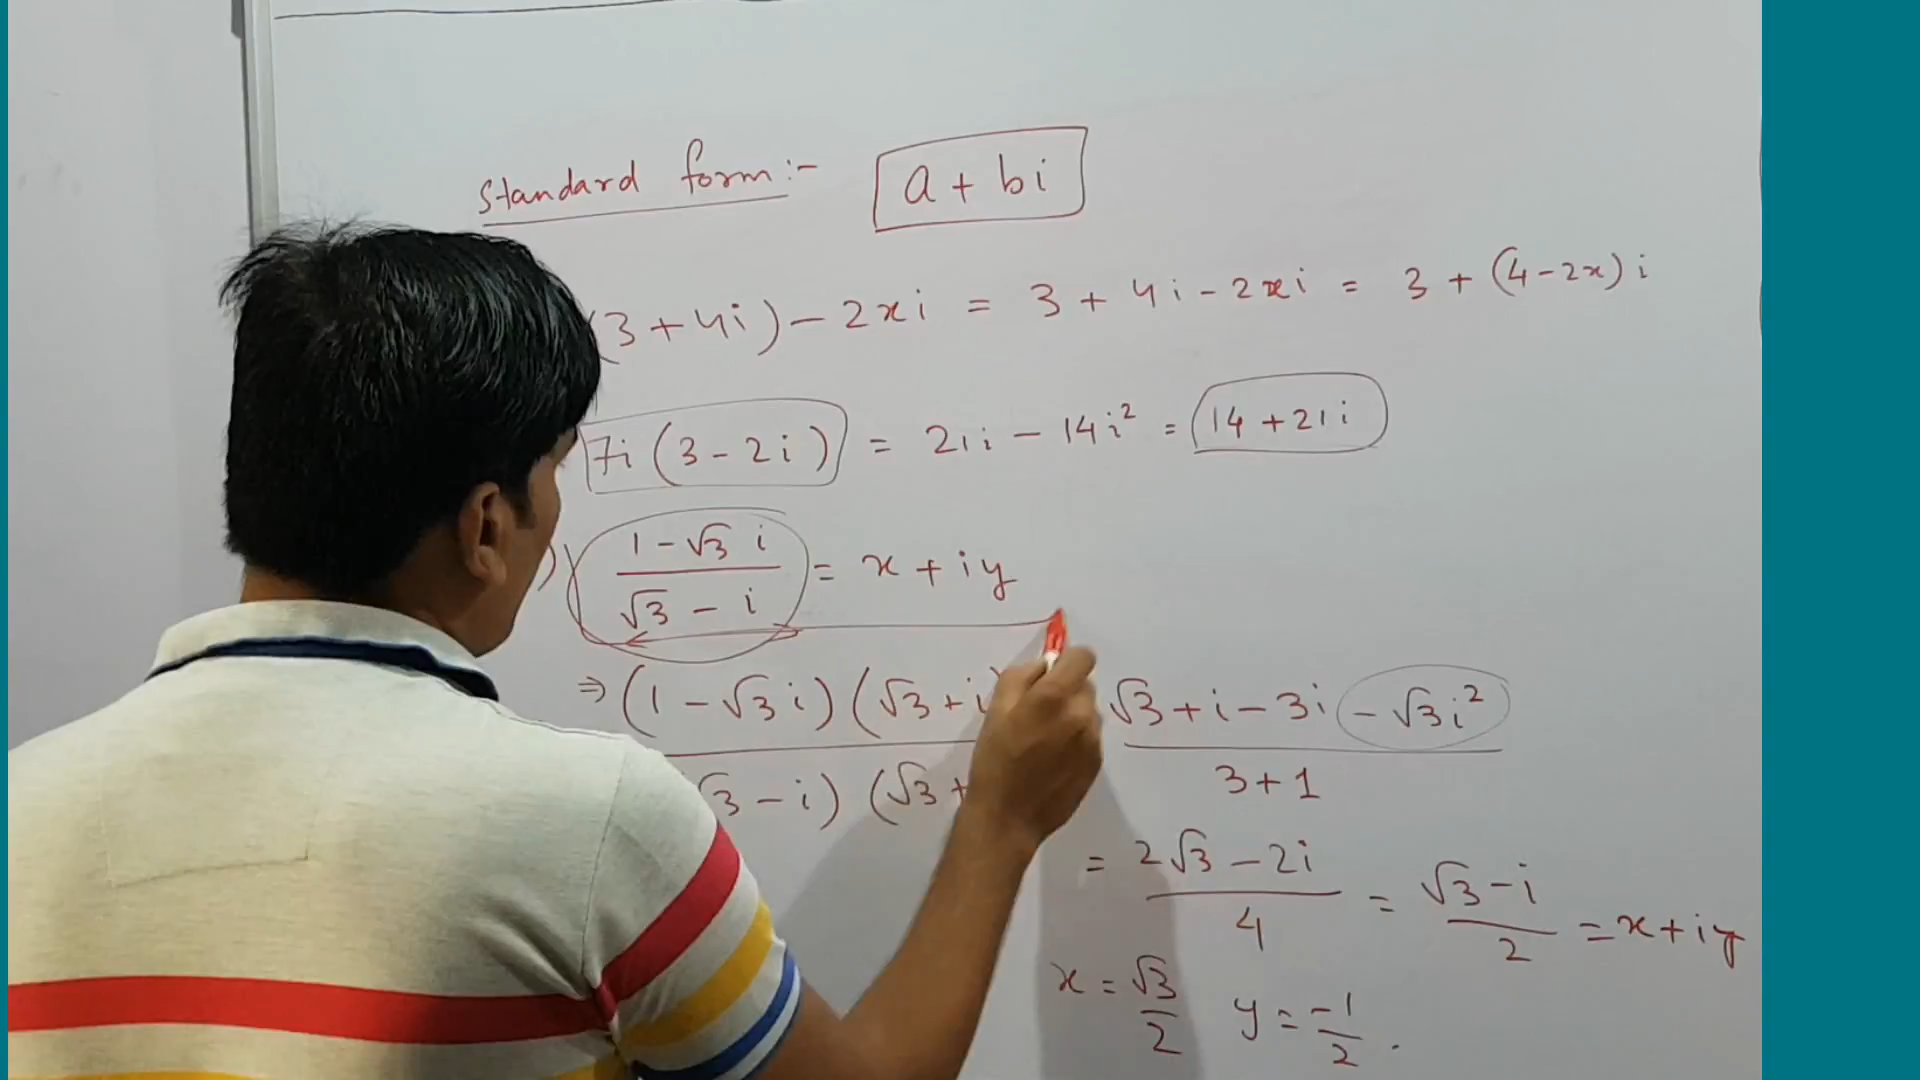 Standard form:- a + bi
(3 + 4i) - 2xi = 3 + 4i - 2xi = 3 + (4-2x) i
7i (3 - 2i) = 21i - 14i² = 14 + 21i
) (1 - √3 i)/(√3 - i) = x + iy
⇒ (1 - √3 i) (√3 + i) √3 + i - 3i - √3 i²
√3 - i) (√3 + 3 + 1
= (2√3 - 2i)/4 = (√3 - i)/2 = x + iy
x = √3/2 y = -1/2 .